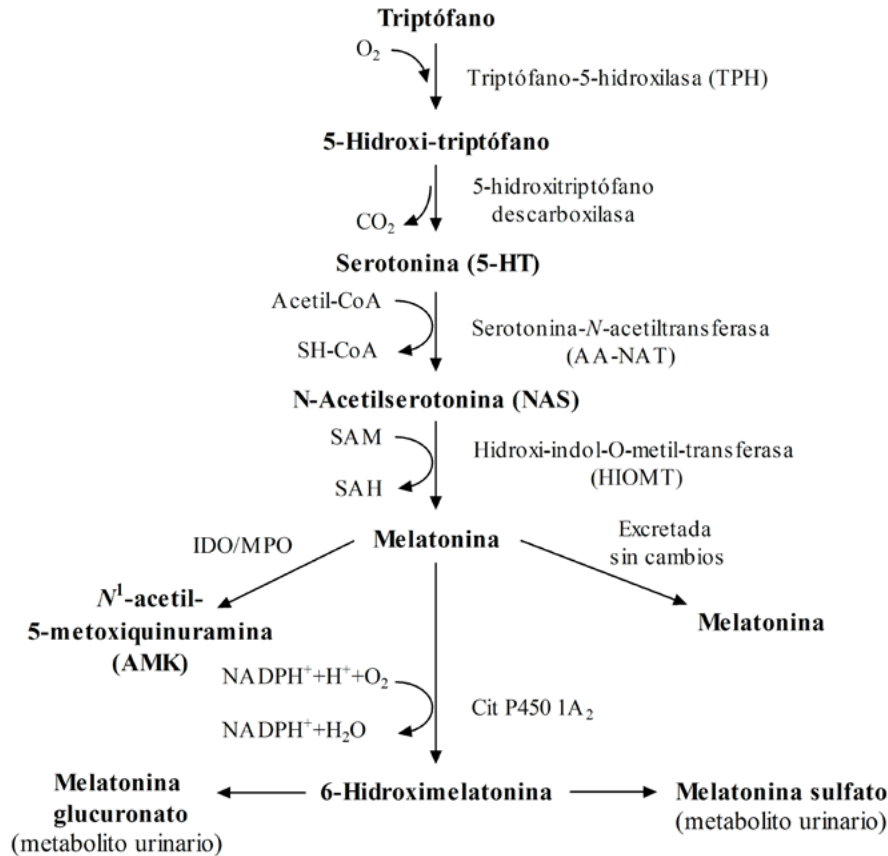 Triptófano
O₂
Triptófano-5-hidroxilasa (TPH)
5-Hidroxi-triptófano
5-hidroxitriptófano
descarboxilasa
CO₂
Serotonina (5-HT)
Acetil-CoA
Serotonina-N-acetiltransferasa
(AA-NAT)
SH-CoA
N-Acetilserotonina (NAS)
SAM
Hidroxi-indol-O-metil-transferasa
(HIOMT)
SAH
IDO/MPO
Melatonina
Excretada
sin cambios
N¹-acetil-
5-metoxiquinuramina
(AMK)
Melatonina
NADPH⁺+H⁺+O₂
Cit P450 1A₂
NADPH⁺+H₂O
Melatonina
glucuronato
(metabolito urinario)
6-Hidroximelatonina
Melatonina sulfato
(metabolito urinario)